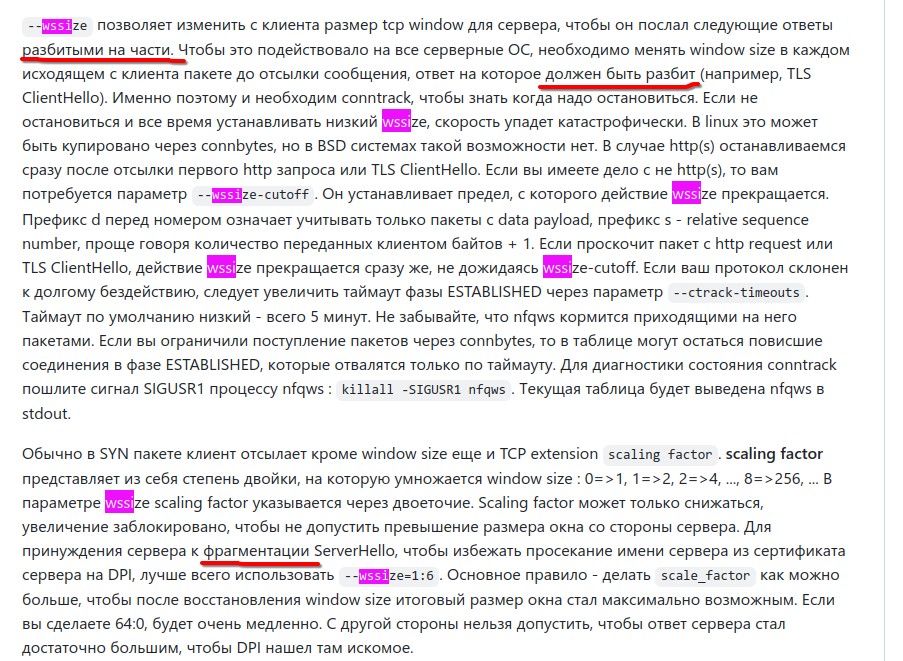 --wssize позволяет изменить с клиента размер tcp window для сервера, чтобы он послал следующие ответы
разбитыми на части. Чтобы это подействовало на все серверные ОС, необходимо менять window size в каждом
исходящем с клиента пакете до отсылки сообщения, ответ на которое должен быть разбит (например, TLS
ClientHello). Именно поэтому и необходим conntrack, чтобы знать когда надо остановиться. Если не
остановиться и все время устанавливать низкий wssize, скорость упадет катастрофически. В linux это может
быть купировано через connbytes, но в BSD системах такой возможности нет. В случае http(s) останавливаемся
сразу после отсылки первого http запроса или TLS ClientHello. Если вы имеете дело с не http(s), то вам
потребуется параметр --wssize-cutoff. Он устанавливает предел, с которого действие wssize прекращается.
Префикс d перед номером означает учитывать только пакеты с data payload, префикс s - relative sequence
number, проще говоря количество переданных клиентом байтов + 1. Если проскочит пакет с http request или
TLS ClientHello, действие wssize прекращается сразу же, не дожидаясь wssize-cutoff. Если ваш протокол склонен
к долгому бездействию, следует увеличить таймаут фазы ESTABLISHED через параметр --ctrack-timeouts.
Таймаут по умолчанию низкий - всего 5 минут. Не забывайте, что nfqws кормится приходящими на него
пакетами. Если вы ограничили поступление пакетов через connbytes, то в таблице могут остаться повисшие
соединения в фазе ESTABLISHED, которые отвалятся только по таймауту. Для диагностики состояния conntrack
пошлите сигнал SIGUSR1 процессу nfqws : killall -SIGUSR1 nfqws. Текущая таблица будет выведена nfqws в
stdout.
Обычно в SYN пакете клиент отсылает кроме window size еще и TCP extension scaling factor. scaling factor
представляет из себя степень двойки, на которую умножается window size : 0=>1, 1=>2, 2=>4, ..., 8=>256, ... В
параметре wssize scaling factor указывается через двоеточие. Scaling factor может только снижаться,
увеличение заблокировано, чтобы не допустить превышение размера окна со стороны сервера. Для
принуждения сервера к фрагментации ServerHello, чтобы избежать просекание имени сервера из сертификата
сервера на DPI, лучше всего использовать --wssize=1:6. Основное правило - делать scale_factor как можно
больше, чтобы после восстановления window size итоговый размер окна стал максимально возможным. Если
вы сделаете 64:0, будет очень медленно. С другой стороны нельзя допустить, чтобы ответ сервера стал
достаточно большим, чтобы DPI нашел там искомое.